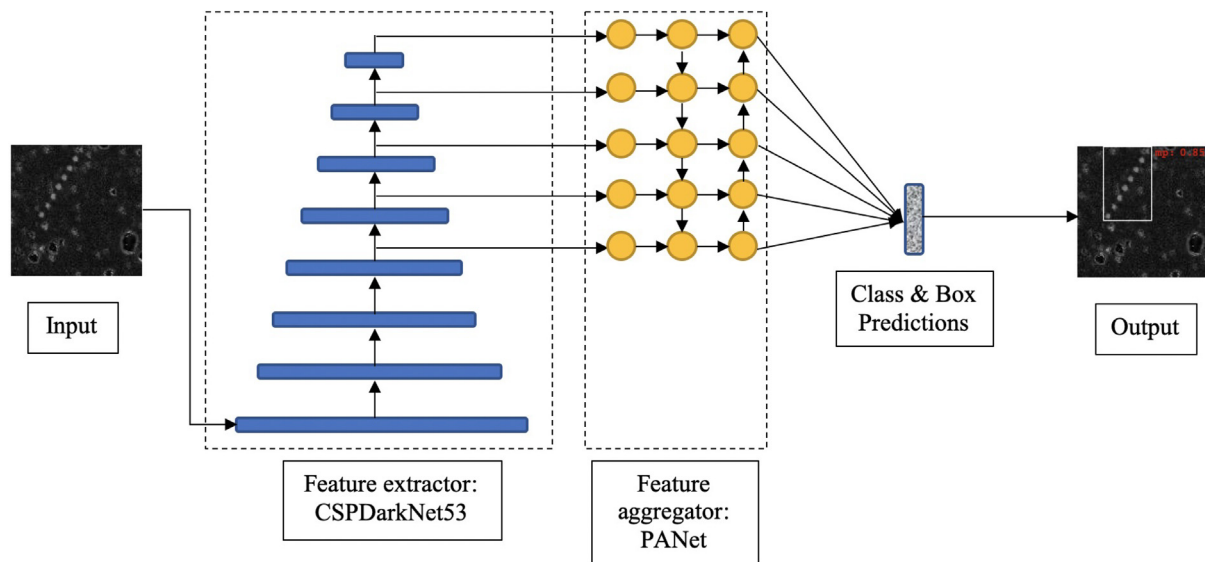 Input
Feature extractor:
CSPDarkNet53
Feature
aggregator:
PANet
Class & Box
Predictions
Output